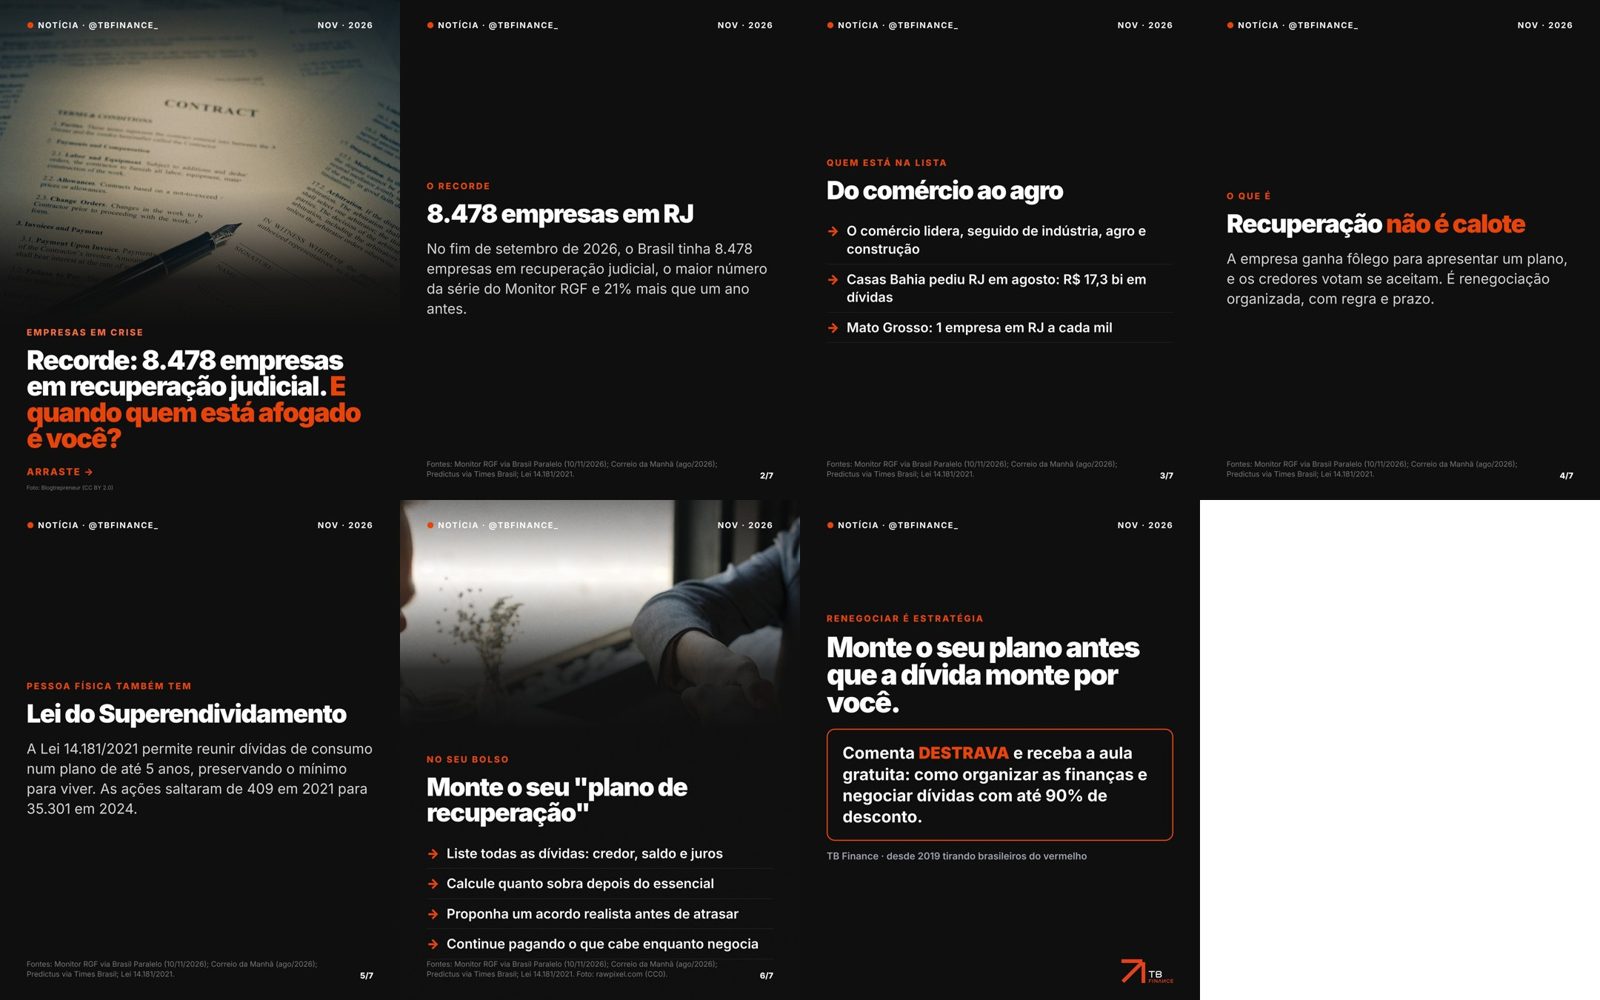 NOTÍCIA · @TBFINANCE_
NOV · 2026
CONTRACT
TERMS & CONDITIONS
EMPRESAS EM CRISE
Recorde: 8.478 empresas
em recuperação judicial. E
quando quem está afogado
é você?
ARRASTE →
Foto: Blogtrepreneur (CC BY 2.0)
NOTÍCIA · @TBFINANCE_
NOV · 2026
O RECORDE
8.478 empresas em RJ
No fim de setembro de 2026, o Brasil tinha 8.478
empresas em recuperação judicial, o maior número
da série do Monitor RGF e 21% mais que um ano
antes.
Fontes: Monitor RGF via Brasil Paralelo (10/11/2026); Correio da Manhã (ago/2026);
Predictus via Times Brasil; Lei 14.181/2021.
2/7
NOTÍCIA · @TBFINANCE_
NOV · 2026
QUEM ESTÁ NA LISTA
Do comércio ao agro
→ O comércio lidera, seguido de indústria, agro e
construção
→ Casas Bahia pediu RJ em agosto: R$ 17,3 bi em
dívidas
→ Mato Grosso: 1 empresa em RJ a cada mil
Fontes: Monitor RGF via Brasil Paralelo (10/11/2026); Correio da Manhã (ago/2026);
Predictus via Times Brasil; Lei 14.181/2021.
3/7
NOTÍCIA · @TBFINANCE_
NOV · 2026
O QUE É
Recuperação não é calote
A empresa ganha fôlego para apresentar um plano,
e os credores votam se aceitam. É renegociação
organizada, com regra e prazo.
Fontes: Monitor RGF via Brasil Paralelo (10/11/2026); Correio da Manhã (ago/2026);
Predictus via Times Brasil; Lei 14.181/2021.
4/7
NOTÍCIA · @TBFINANCE_
NOV · 2026
PESSOA FÍSICA TAMBÉM TEM
Lei do Superendividamento
A Lei 14.181/2021 permite reunir dívidas de consumo
num plano de até 5 anos, preservando o mínimo
para viver. As ações saltaram de 409 em 2021 para
35.301 em 2024.
Fontes: Monitor RGF via Brasil Paralelo (10/11/2026); Correio da Manhã (ago/2026);
Predictus via Times Brasil; Lei 14.181/2021.
5/7
NOTÍCIA · @TBFINANCE_
NOV · 2026
NO SEU BOLSO
Monte o seu "plano de
recuperação"
→ Liste todas as dívidas: credor, saldo e juros
→ Calcule quanto sobra depois do essencial
→ Proponha um acordo realista antes de atrasar
→ Continue pagando o que cabe enquanto negocia
Fontes: Monitor RGF via Brasil Paralelo (10/11/2026); Correio da Manhã (ago/2026);
Predictus via Times Brasil; Lei 14.181/2021. Foto: rawpixel.com (CC0).
6/7
NOTÍCIA · @TBFINANCE_
NOV · 2026
RENEGOCIAR É ESTRATÉGIA
Monte o seu plano antes
que a dívida monte por
você.
Comenta DESTRAVA e receba a aula
gratuita: como organizar as finanças e
negociar dívidas com até 90% de
desconto.
TB Finance · desde 2019 tirando brasileiros do vermelho
TB
FINANCE